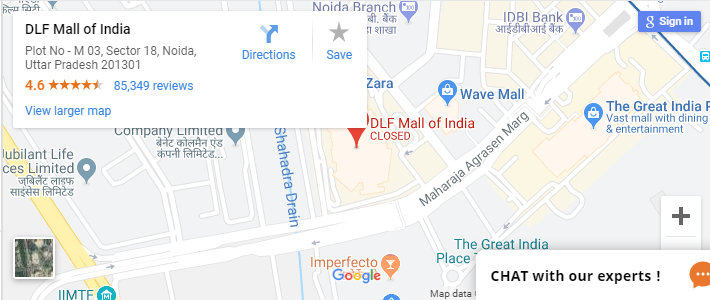 DLF Mall of India
Plot No - M 03, Sector 18, Noida,
Uttar Pradesh 201301
4.6 85,349 reviews
View larger map
Directions
Save
Noida Branch
बैंक
शाखा
IDBI Bank
आईडीबीआई बैंक
Sign in
Zara
Wave Mall
The Great India P
Vast mall with dining
& entertainment
DLF Mall of India
CLOSED
Company Limited
बेनेट कोलमैन एंड
कंपनी लिमिटेड...
Jubilant Life
ces Limited
जुबिलैंट लाइफ
साइंसेस लिमिटेड
Shahdara Drain
Maharaja Agrasen Marg
The Great India
Place
Imperfecto
Google
IIMTF
Map data
CHAT with our experts !